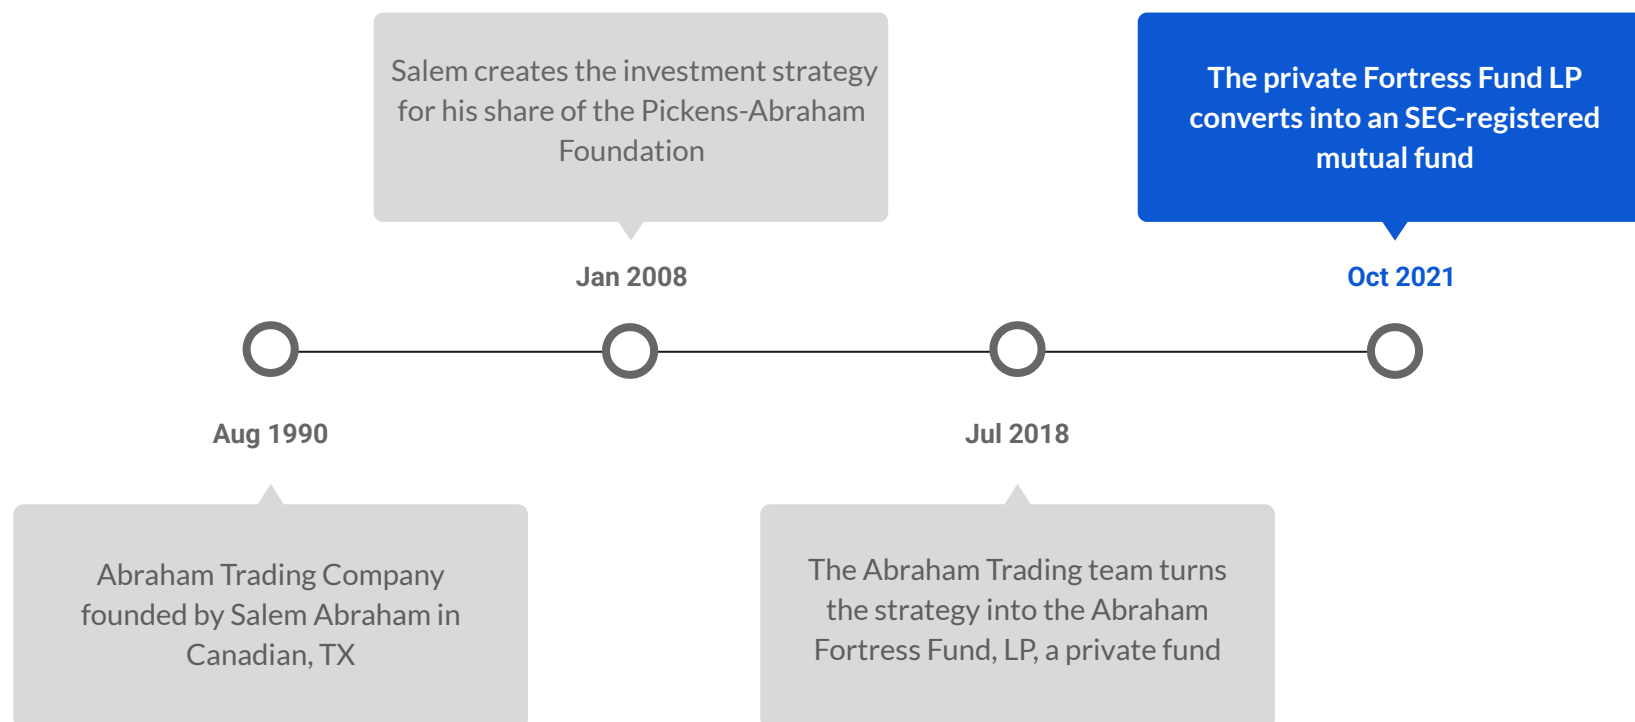 Salem creates the investment strategy
for his share of the Pickens-Abraham
Foundation
The private Fortress Fund LP
converts into an SEC-registered
mutual fund
Jan 2008
Oct 2021
Aug 1990
Jul 2018
Abraham Trading Company
founded by Salem Abraham in
Canadian, TX
The Abraham Trading team turns
the strategy into the Abraham
Fortress Fund, LP, a private fund